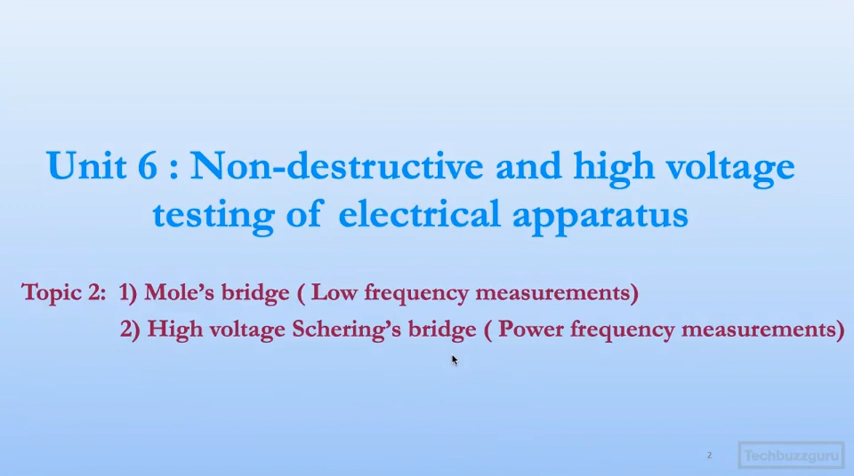 Unit 6 : Non-destructive and high voltage
testing of electrical apparatus
Topic 2: 1) Mole's bridge ( Low frequency measurements)
2) High voltage Schering's bridge ( Power frequency measurements)
2
Techbuzzguru